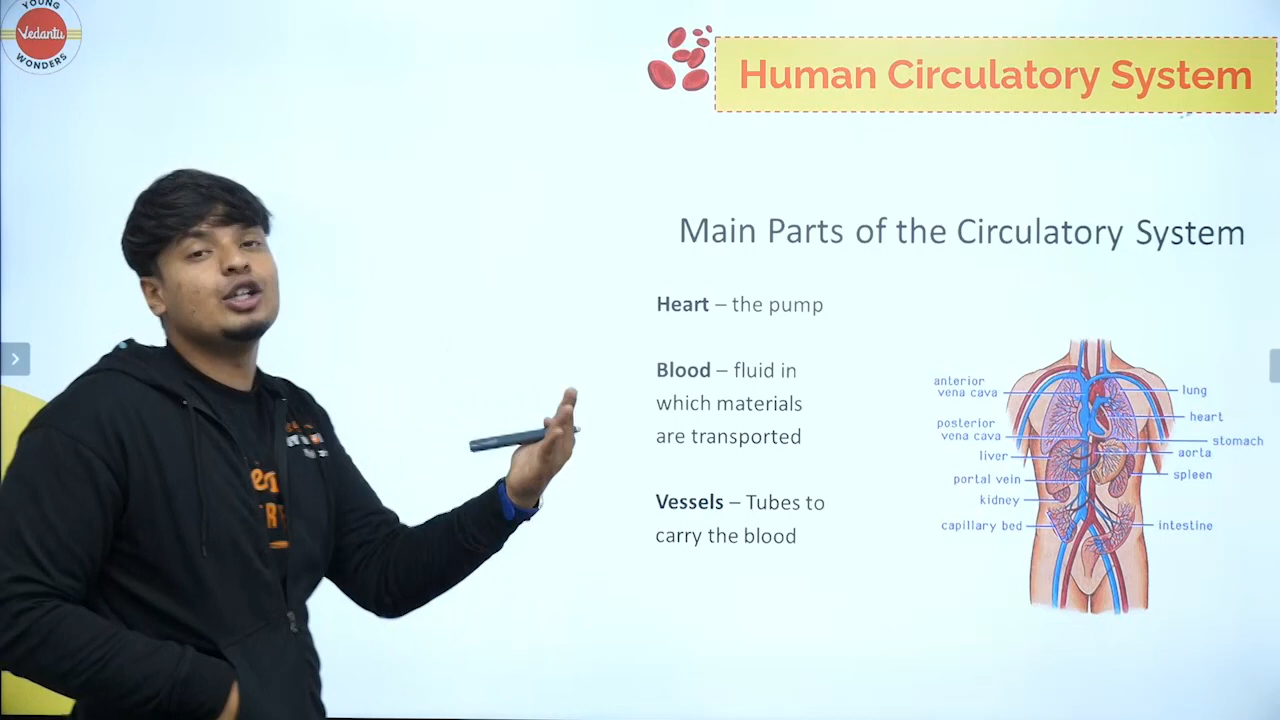 YOUNG
Vedantu
WONDERS
Human Circulatory System
Main Parts of the Circulatory System
Heart – the pump
Blood – fluid in
which materials
are transported
Vessels – Tubes to
carry the blood
anterior
vena cava
posterior
vena cava
liver
portal vein
kidney
capillary bed
lung
heart
stomach
aorta
spleen
intestine